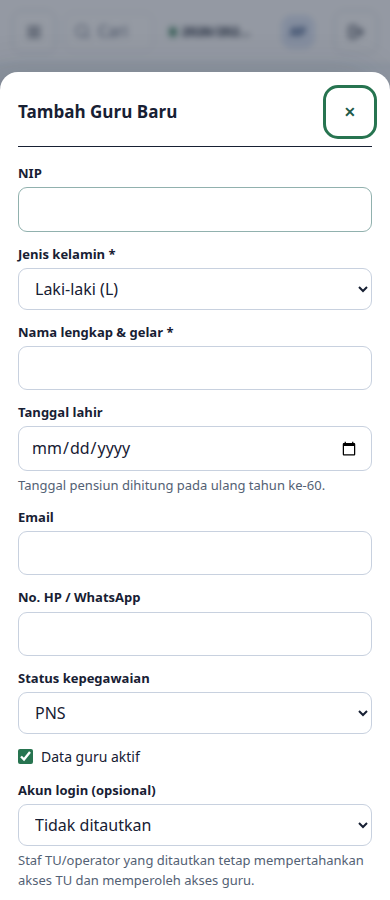 Cari
Tambah Guru Baru
×
NIP
Jenis kelamin *
Laki-laki (L)
Nama lengkap & gelar *
Tanggal lahir
mm/dd/yyyy
Tanggal pensiun dihitung pada ulang tahun ke-60.
Email
No. HP / WhatsApp
Status kepegawaian
PNS
Data guru aktif
Akun login (opsional)
Tidak ditautkan
Staf TU/operator yang ditautkan tetap mempertahankan
akses TU dan memperoleh akses guru.